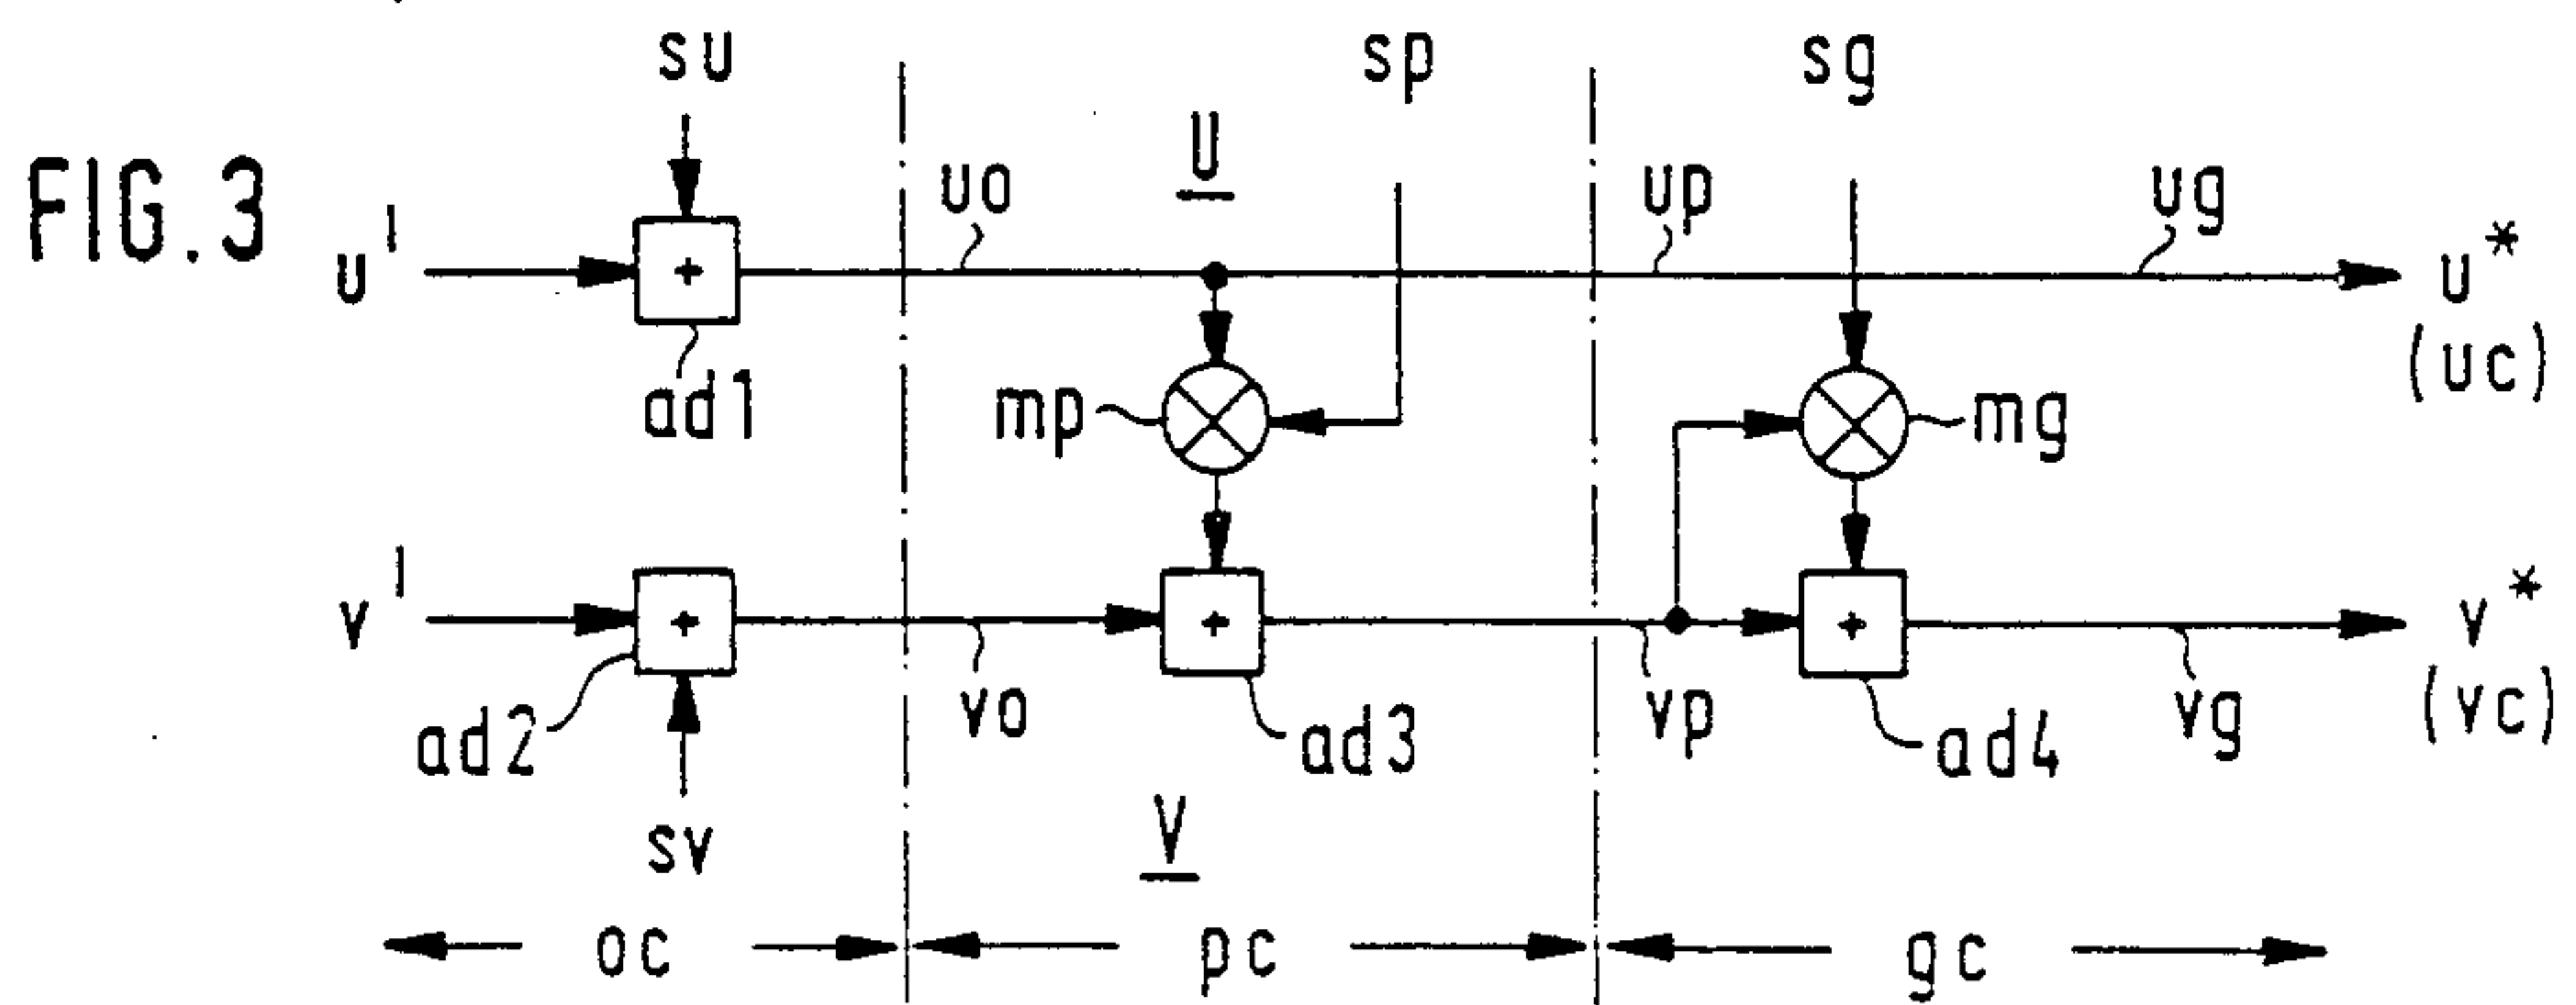 FIG.3
su
sp
sg
U
uo
up
ug
u'
u*
(uc)
ad1
mp
mg
v'
v*
(vc)
ad2
vo
ad3
vp
ad4
vg
sv
V
oc
pc
gc